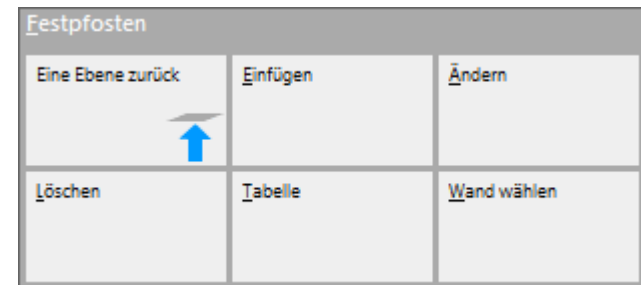 Festpfosten
Eine Ebene zurück
Einfügen
Ändern
Löschen
Tabelle
Wand wählen